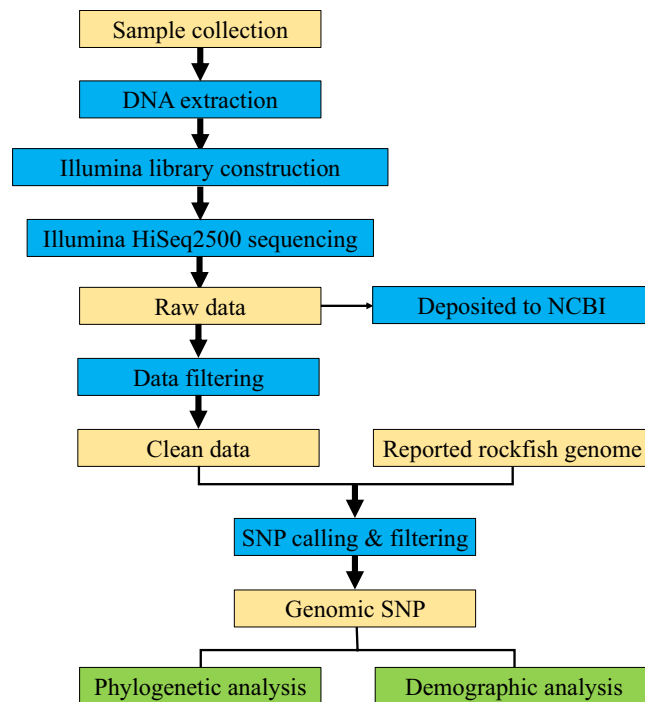 Sample collection
DNA extraction
Illumina library construction
Illumina HiSeq2500 sequencing
Raw data
Deposited to NCBI
Data filtering
Clean data
Reported rockfish genome
SNP calling & filtering
Genomic SNP
Phylogenetic analysis
Demographic analysis